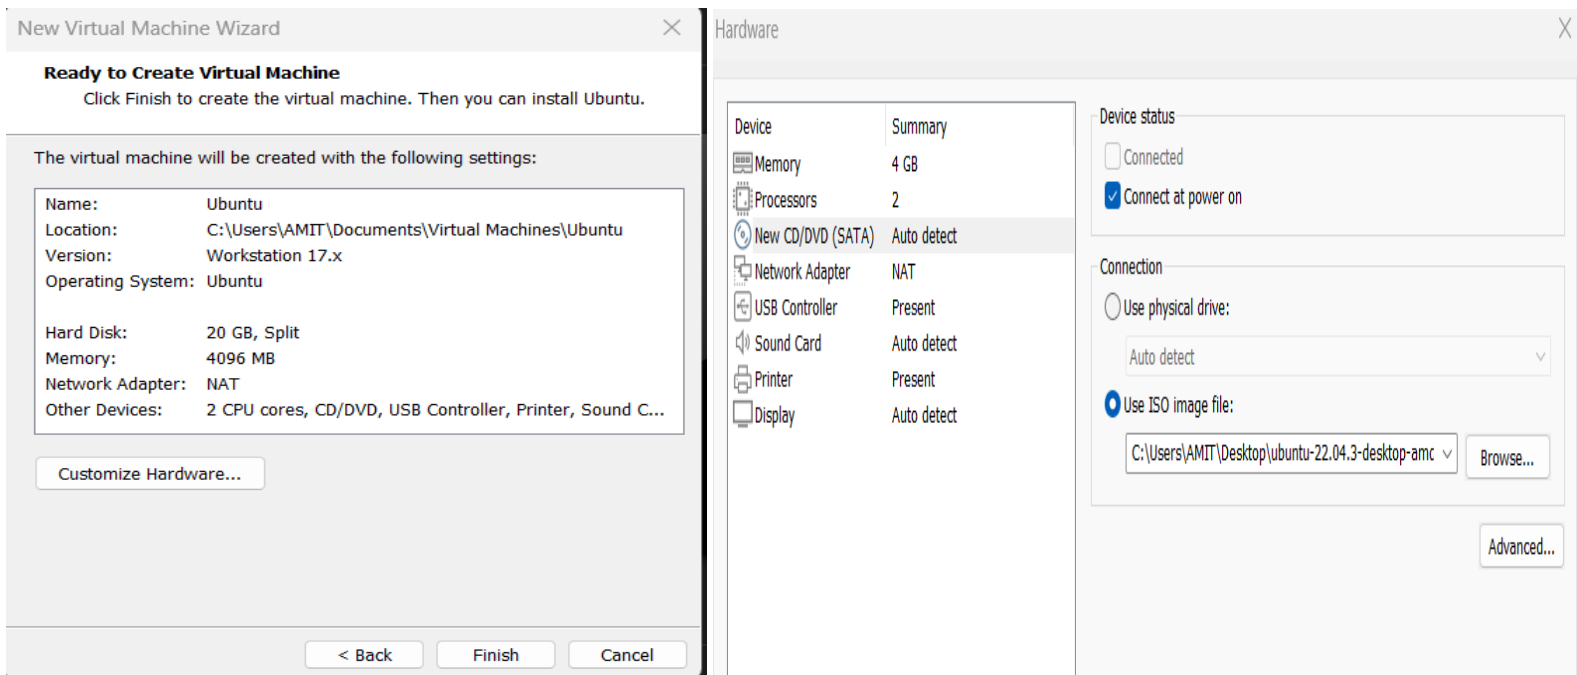 New Virtual Machine Wizard
Ready to Create Virtual Machine
Click Finish to create the virtual machine. Then you can install Ubuntu.
The virtual machine will be created with the following settings:
Name: Ubuntu
Location: C:\Users\AMIT\Documents\Virtual Machines\Ubuntu
Version: Workstation 17.x
Operating System: Ubuntu
Hard Disk: 20 GB, Split
Memory: 4096 MB
Network Adapter: NAT
Other Devices: 2 CPU cores, CD/DVD, USB Controller, Printer, Sound C...
Customize Hardware...
< Back Finish Cancel
Hardware
Device Summary
Memory 4 GB
Processors 2
New CD/DVD (SATA) Auto detect
Network Adapter NAT
USB Controller Present
Sound Card Auto detect
Printer Present
Display Auto detect
Device status
Connected
Connect at power on
Connection
Use physical drive:
Auto detect
Use ISO image file:
C:\Users\AMIT\Desktop\ubuntu-22.04.3-desktop-amc Browse...
Advanced...